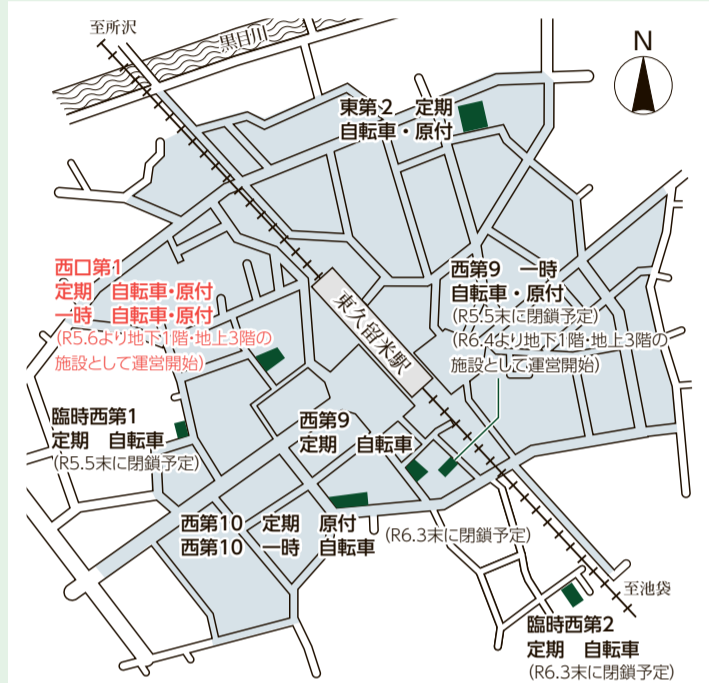 至所沢
黒目川
N
東第2 定期
自転車・原付
西口第1
定期 自転車・原付
一時 自転車・原付
(R5.6より地下1階・地上3階の
施設として運営開始)
西第9 一時
自転車・原付
(R5.5末に閉鎖予定)
(R6.4より地下1階・地上3階の
施設として運営開始)
東久留米駅
臨時西第1
定期 自転車
(R5.5末に閉鎖予定)
西第9
定期 自転車
西第10 定期 原付
西第10 一時 自転車
(R6.3末に閉鎖予定)
至池袋
臨時西第2
定期 自転車
(R6.3末に閉鎖予定)